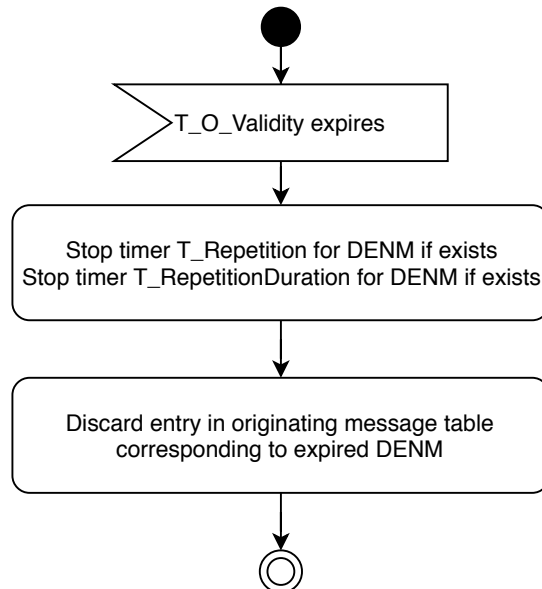 T_O_Validity expires
Stop timer T_Repetition for DENM if exists
Stop timer T_RepetitionDuration for DENM if exists
Discard entry in originating message table
corresponding to expired DENM